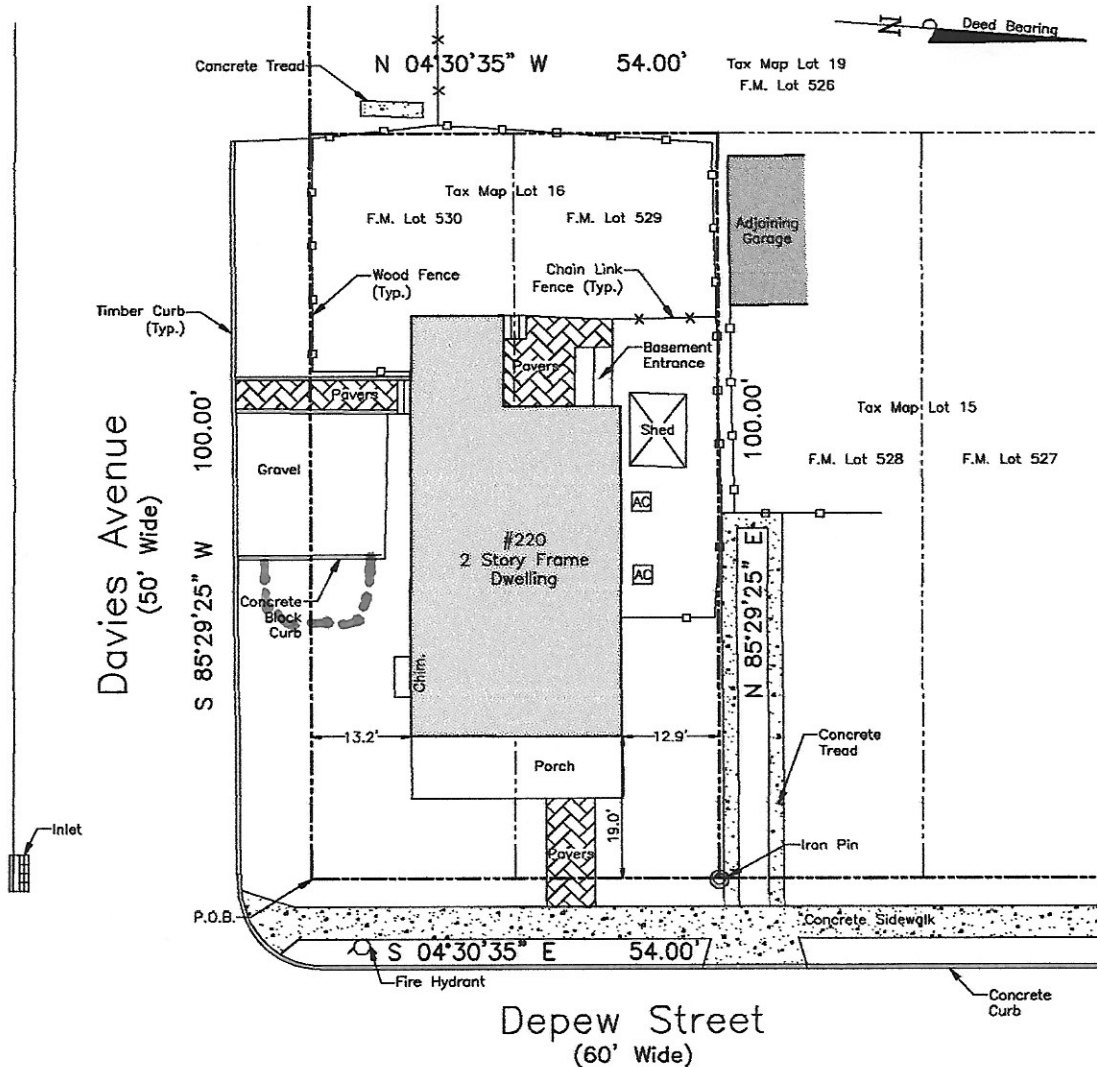 N
Deed Bearing
N 04°30'35" W 54.00'
Tax Map Lot 19
F.M. Lot 526
Concrete Tread
Tax Map Lot 16
F.M. Lot 530
F.M. Lot 529
Adjoining
Garage
Wood Fence
(Typ.)
Chain Link
Fence (Typ.)
Timber Curb
(Typ.)
Basement
Entrance
Pavers
Pavers
Shed
Tax Map Lot 15
F.M. Lot 528
F.M. Lot 527
Davies Avenue
(50' Wide)
S 85°29'25" W 100.00'
Gravel
AC
AC
#220
2 Story Frame
Dwelling
N 85°29'25" E 100.00'
Concrete
Block
Curb
Chim.
13.2'
12.9'
Porch
Concrete
Tread
19.0'
Inlet
Pavers
Iron Pin
P.O.B.
Concrete Sidewalk
S 04°30'35" E 54.00'
Fire Hydrant
Concrete
Curb
Depew Street
(60' Wide)